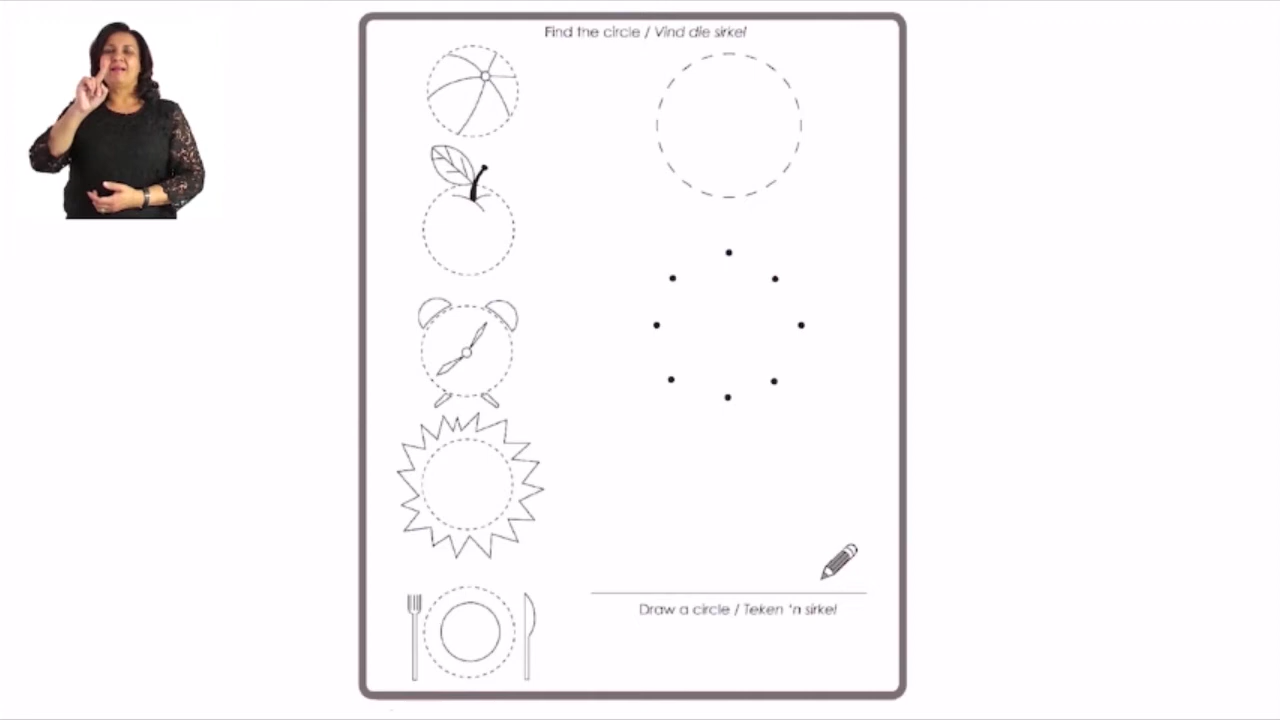 Find the circle / Vind die sirkel
Draw a circle / Teken ‘n sirkel